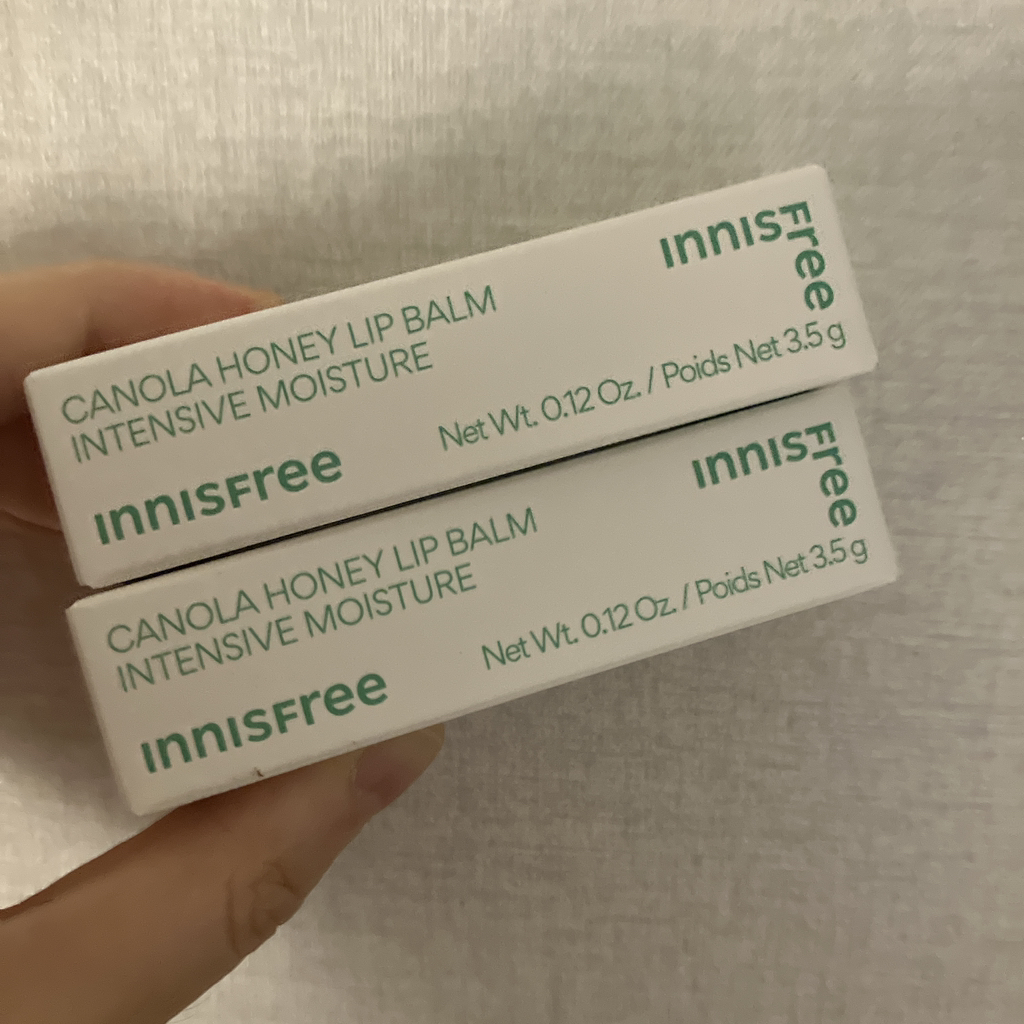 CANOLA HONEY LIP BALM
INTENSIVE MOISTURE
INNISFree
INNISFree
Net Wt. 0.12 Oz. / Poids Net 3.5 g
CANOLA HONEY LIP BALM
INTENSIVE MOISTURE
INNISFree
INNISFree
Net Wt. 0.12 Oz. / Poids Net 3.5 g